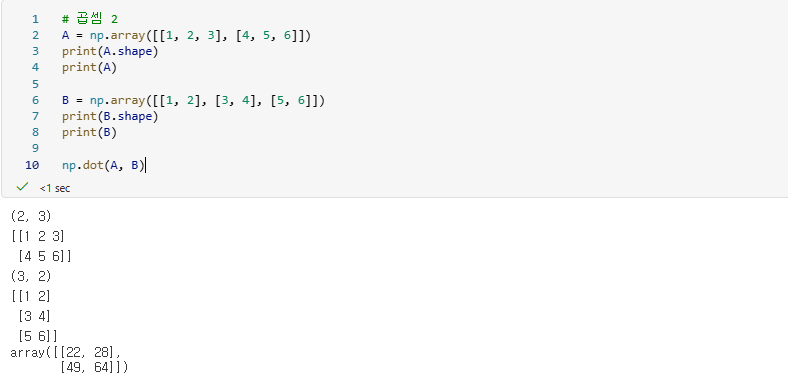 1 # 곱셈 2
2 A = np.array([[1, 2, 3], [4, 5, 6]])
3 print(A.shape)
4 print(A)
5
6 B = np.array([[1, 2], [3, 4], [5, 6]])
7 print(B.shape)
8 print(B)
9
10 np.dot(A, B)
<1 sec
(2, 3)
[[1 2 3]
 [4 5 6]]
(3, 2)
[[1 2]
 [3 4]
 [5 6]]
array([[22, 28],
       [49, 64]])